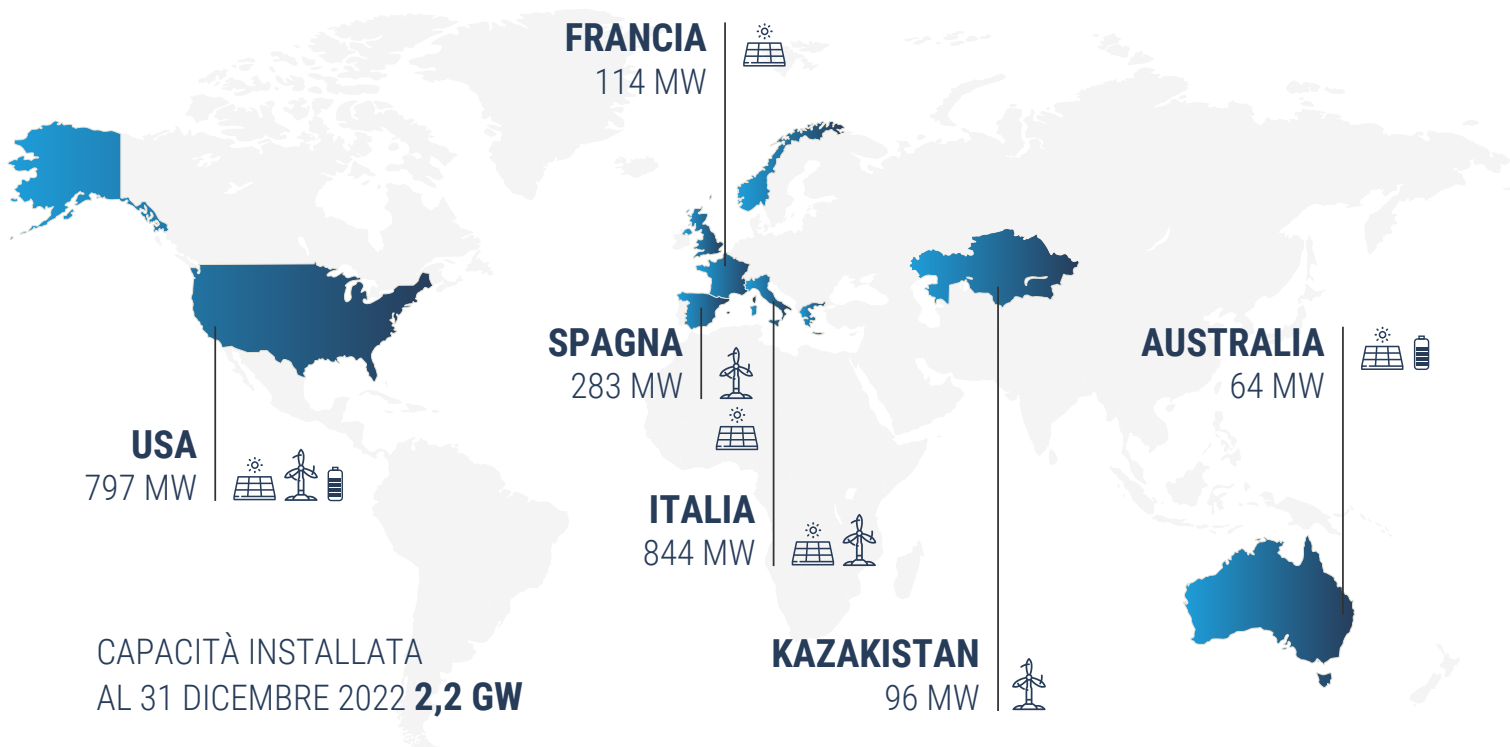 FRANCIA
114 MW
SPAGNA
283 MW
AUSTRALIA
64 MW
USA
797 MW
ITALIA
844 MW
KAZAKISTAN
96 MW
CAPACITÀ INSTALLATA
AL 31 DICEMBRE 2022 2,2 GW